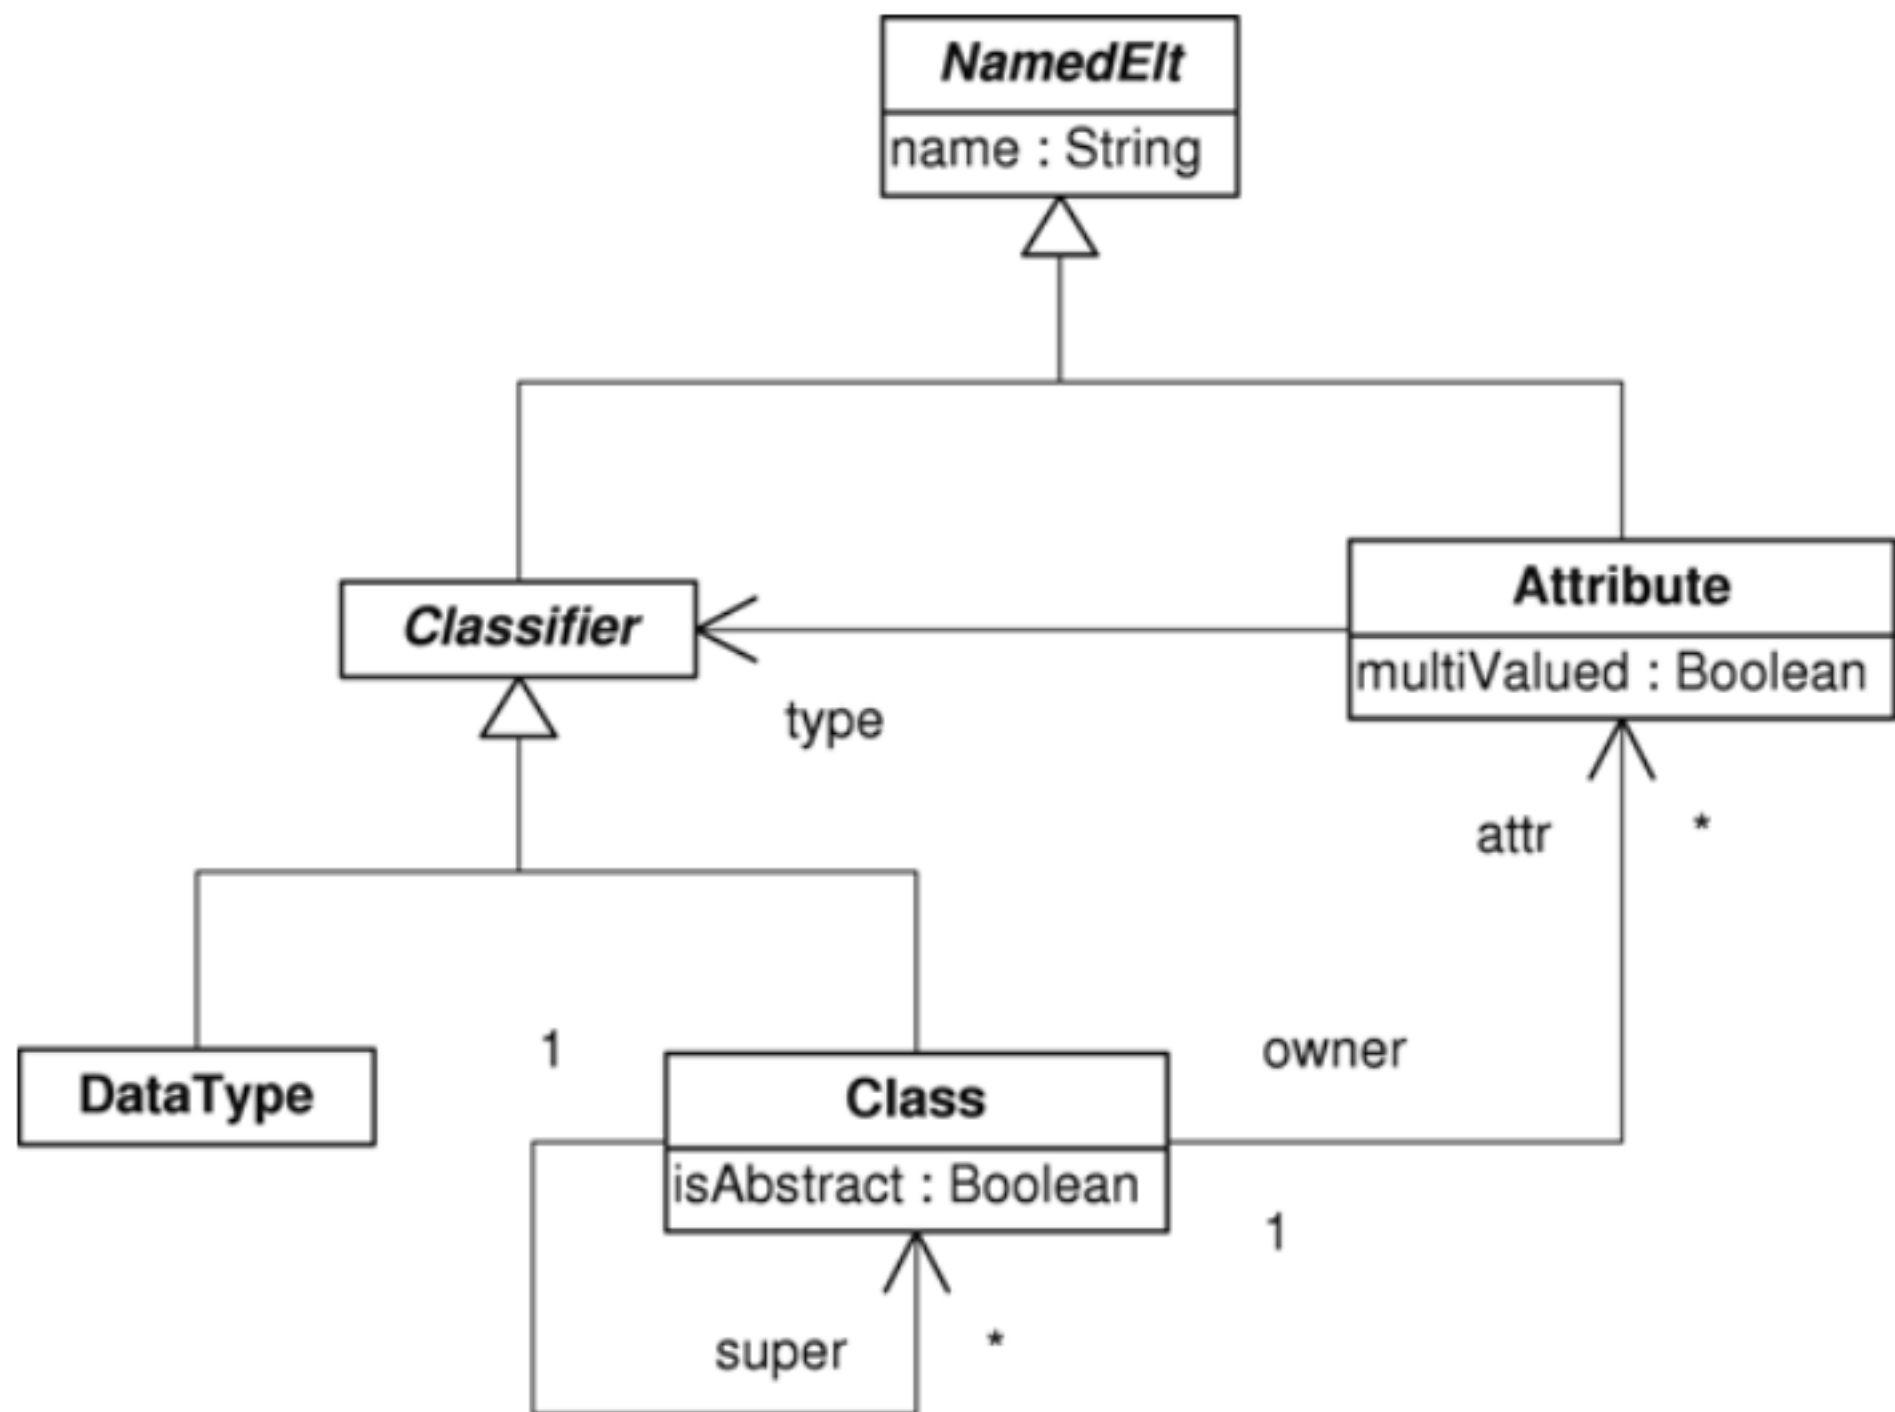 NamedElt
name : String
Classifier
Attribute
multiValued : Boolean
type
attr
*
DataType
1
Class
isAbstract : Boolean
owner
1
super
*